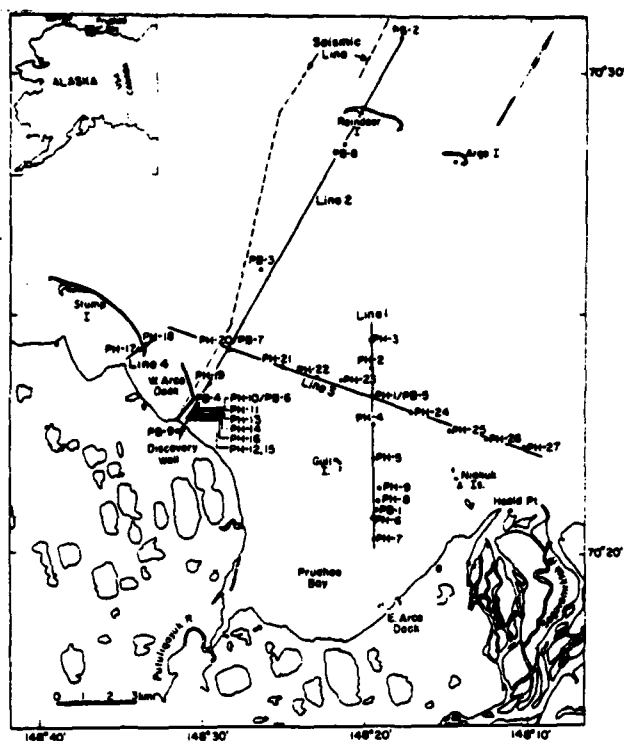 ALASKA
Seismic
Line
PB-2
70°30'
Reindeer
I
PB-8
Argo I
Line 2
PB-3
Stump
I
Line 1
PH-3
PH-18
PH-17
PH-20/PB-7
Line 4
PH-21
PH-2
PH-22
PH-19
Line 3
PH-23
W. Arco
Dock
PB-4
PH-10/PB-6
PH-1/PB-5
PH-11
PH-24
PH-13
PH-4
PH-14
PH-25
PB-9
PH-16
PH-26
Discovery
Well
PH-12,15
PH-27
Gull
I.
PH-5
Niakuk
Is.
PH-9
PH-8
Heald Pt
PB-1
PH-6
PH-7
70°20'
Prudhoe
Bay
E. Arco
Dock
Putuligayuk R
0 2 3km
148°40' 148°30' 148°20' 148°10'